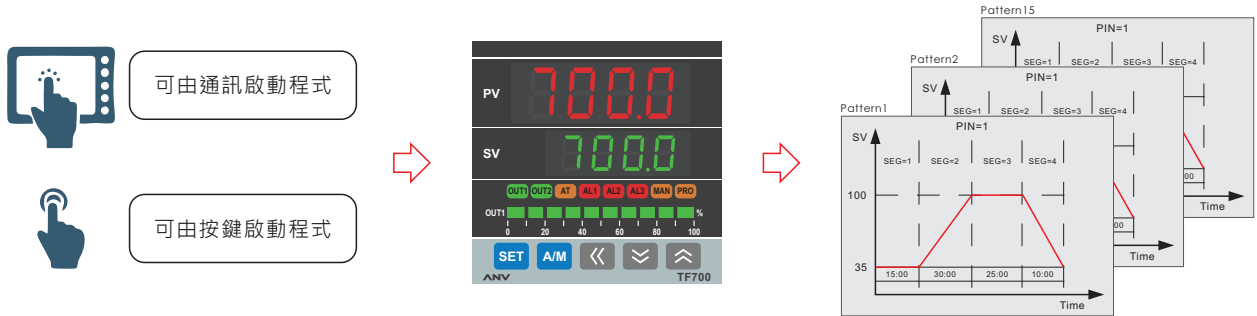 可由通訊啟動程式
可由按鍵啟動程式
PV
700.0
SV
700.0
OUT1 OUT2 AT AL1 AL2 AL3 MAN PRO
OUT1 %
0 20 40 60 80 100
SET A/M
ANV TF700
Pattern15
PIN=1
SV
SEG=1 SEG=2 SEG=3 SEG=4
00
Time
Pattern2
PIN=1
SV
SEG=1 SEG=2 SEG=3 SEG=4
00
Time
Pattern1
PIN=1
SV
SEG=1 SEG=2 SEG=3 SEG=4
100
35
15:00 30:00 25:00 10:00
Time